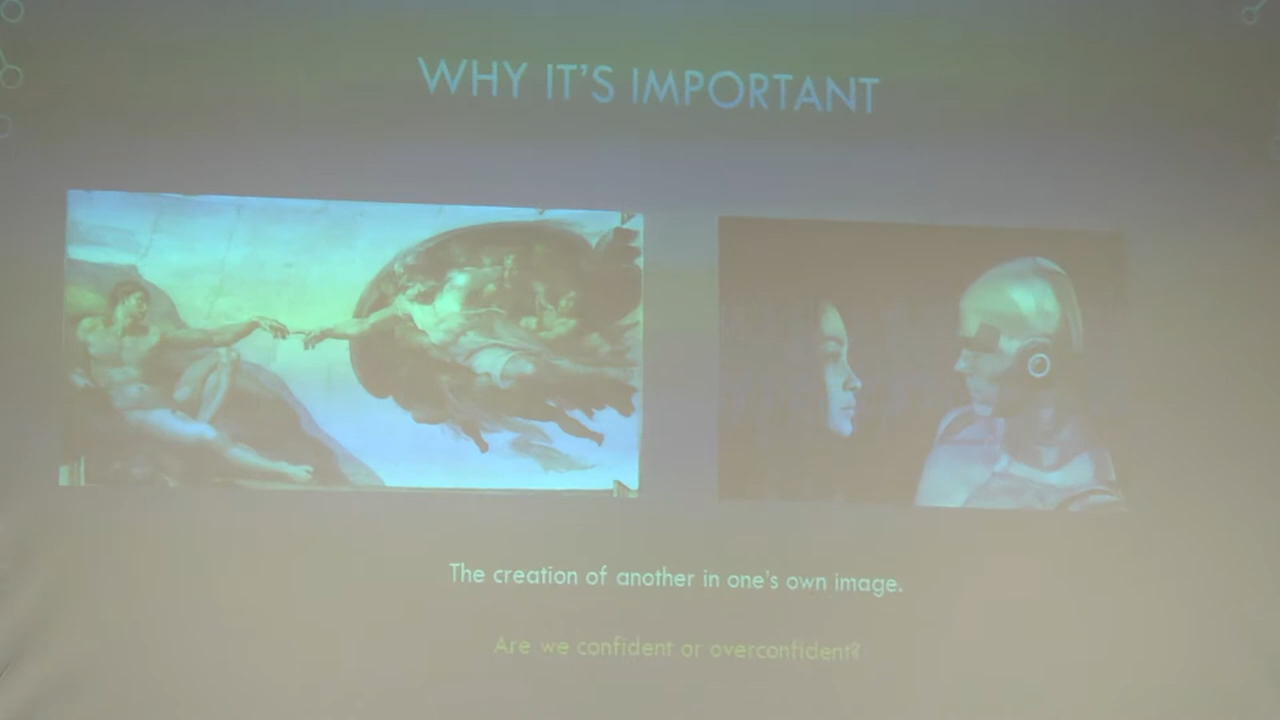 WHY IT'S IMPORTANT
The creation of another in one's own image.
Are we confident or overconfident?